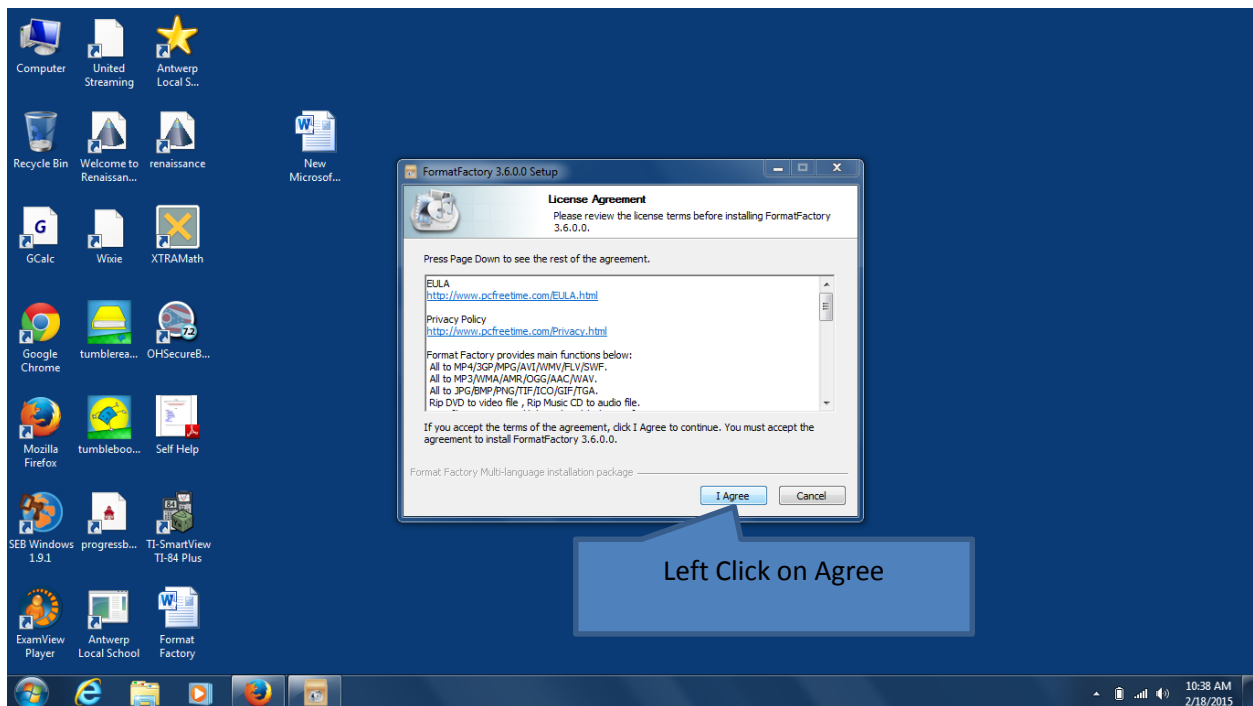 Computer
United
Streaming
Antwerp
Local S...
Recycle Bin
Welcome to
Renaissan...
renaissance
New
Microsof...
G
GCalc
Wixie
XTRAMath
Google
Chrome
tumblerea...
7.2
OHSecureB...
Mozilla
Firefox
tumbleboo...
Self Help
SEB Windows
1.9.1
progressb...
84
TI-SmartView
TI-84 Plus
ExamView
Player
Antwerp
Local School
Format
Factory
FormatFactory 3.6.0.0 Setup
License Agreement
Please review the license terms before installing FormatFactory
3.6.0.0.
Press Page Down to see the rest of the agreement.
EULA
http://www.pcfreetime.com/EULA.html
Privacy Policy
http://www.pcfreetime.com/Privacy.html
Format Factory provides main functions below:
All to MP4/3GP/MPG/AVI/WMV/FLV/SWF.
All to MP3/WMA/AMR/OGG/AAC/WAV.
All to JPG/BMP/PNG/TIF/ICO/GIF/TGA.
Rip DVD to video file , Rip Music CD to audio file.
If you accept the terms of the agreement, click I Agree to continue. You must accept the
agreement to install FormatFactory 3.6.0.0.
Format Factory Multi-language installation package
I Agree
Cancel
Left Click on Agree
10:38 AM
2/18/2015